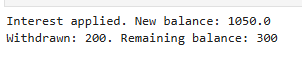 Interest applied. New balance: 1050.0
Withdrawn: 200. Remaining balance: 300